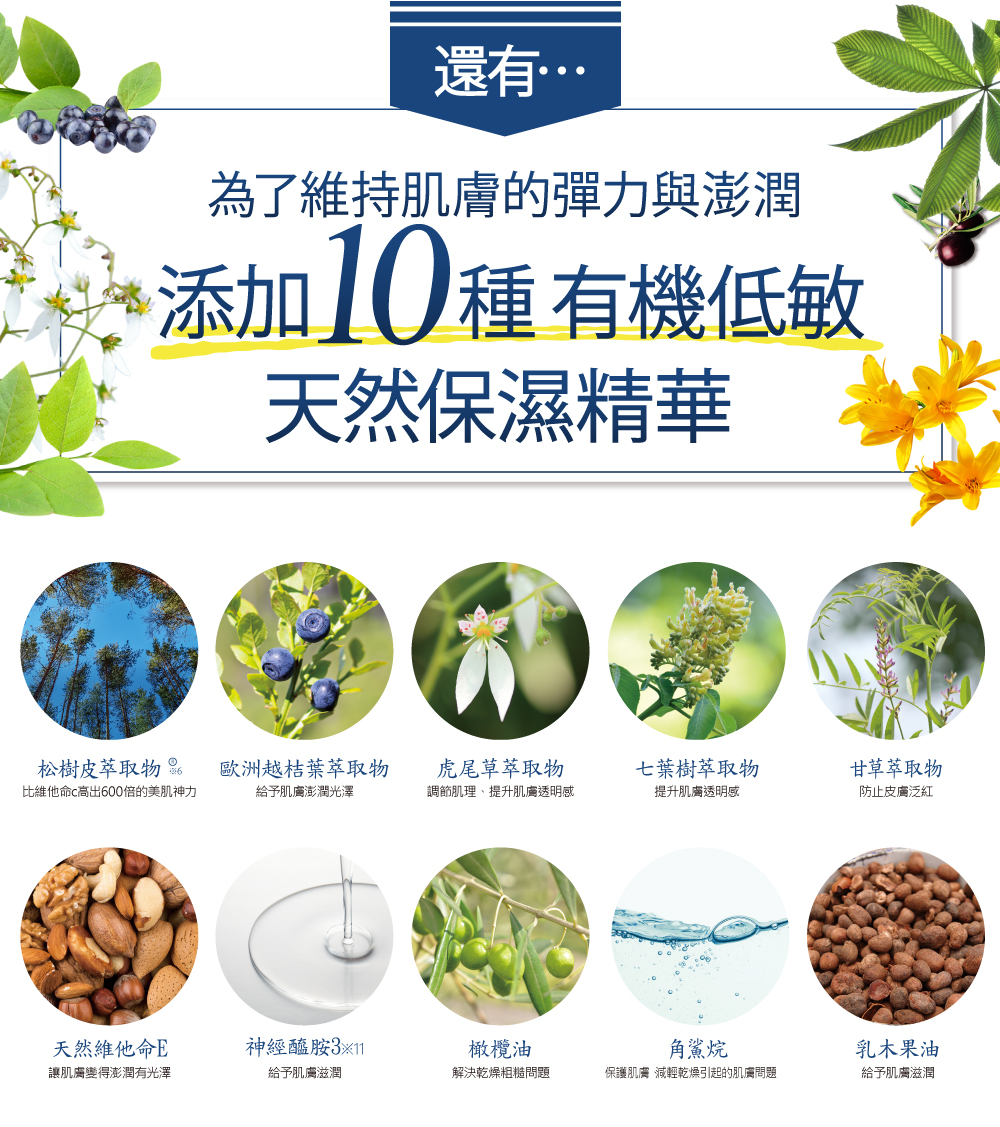 還有…
為了維持肌膚的彈力與澎潤
添加10種 有機低敏
天然保濕精華
松樹皮萃取物 ※6
比維他命c高出600倍的美肌神力
歐洲越桔葉萃取物
給予肌膚澎潤光澤
虎尾草萃取物
調節肌理、提升肌膚透明感
七葉樹萃取物
提升肌膚透明感
甘草萃取物
防止皮膚泛紅
天然維他命E
讓肌膚變得澎潤有光澤
神經醯胺3※11
給予肌膚滋潤
橄欖油
解決乾燥粗糙問題
角鯊烷
保護肌膚 減輕乾燥引起的肌膚問題
乳木果油
給予肌膚滋潤